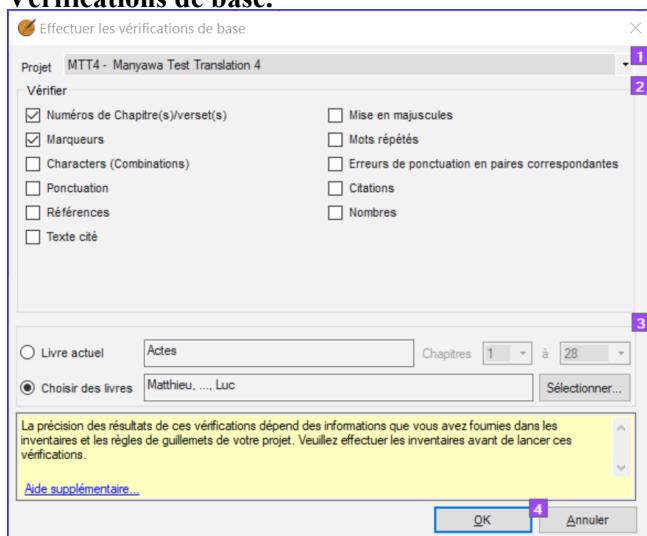 Vérifications de base.
Effectuer les vérifications de base
Projet MTT4 - Manyawa Test Translation 4
1
2
Vérifier
Numéros de Chapitre(s)/verset(s)
Mise en majuscules
Marqueurs
Mots répétés
Characters (Combinations)
Erreurs de ponctuation en paires correspondantes
Ponctuation
Citations
Références
Nombres
Texte cité
3
Livre actuel Actes Chapitres 1 à 28
Choisir des livres Matthieu, ..., Luc Sélectionner...
La précision des résultats de ces vérifications dépend des informations que vous avez fournies dans les
inventaires et les règles de guillemets de votre projet. Veuillez effectuer les inventaires avant de lancer ces
vérifications.
Aide supplémentaire...
4
OK Annuler